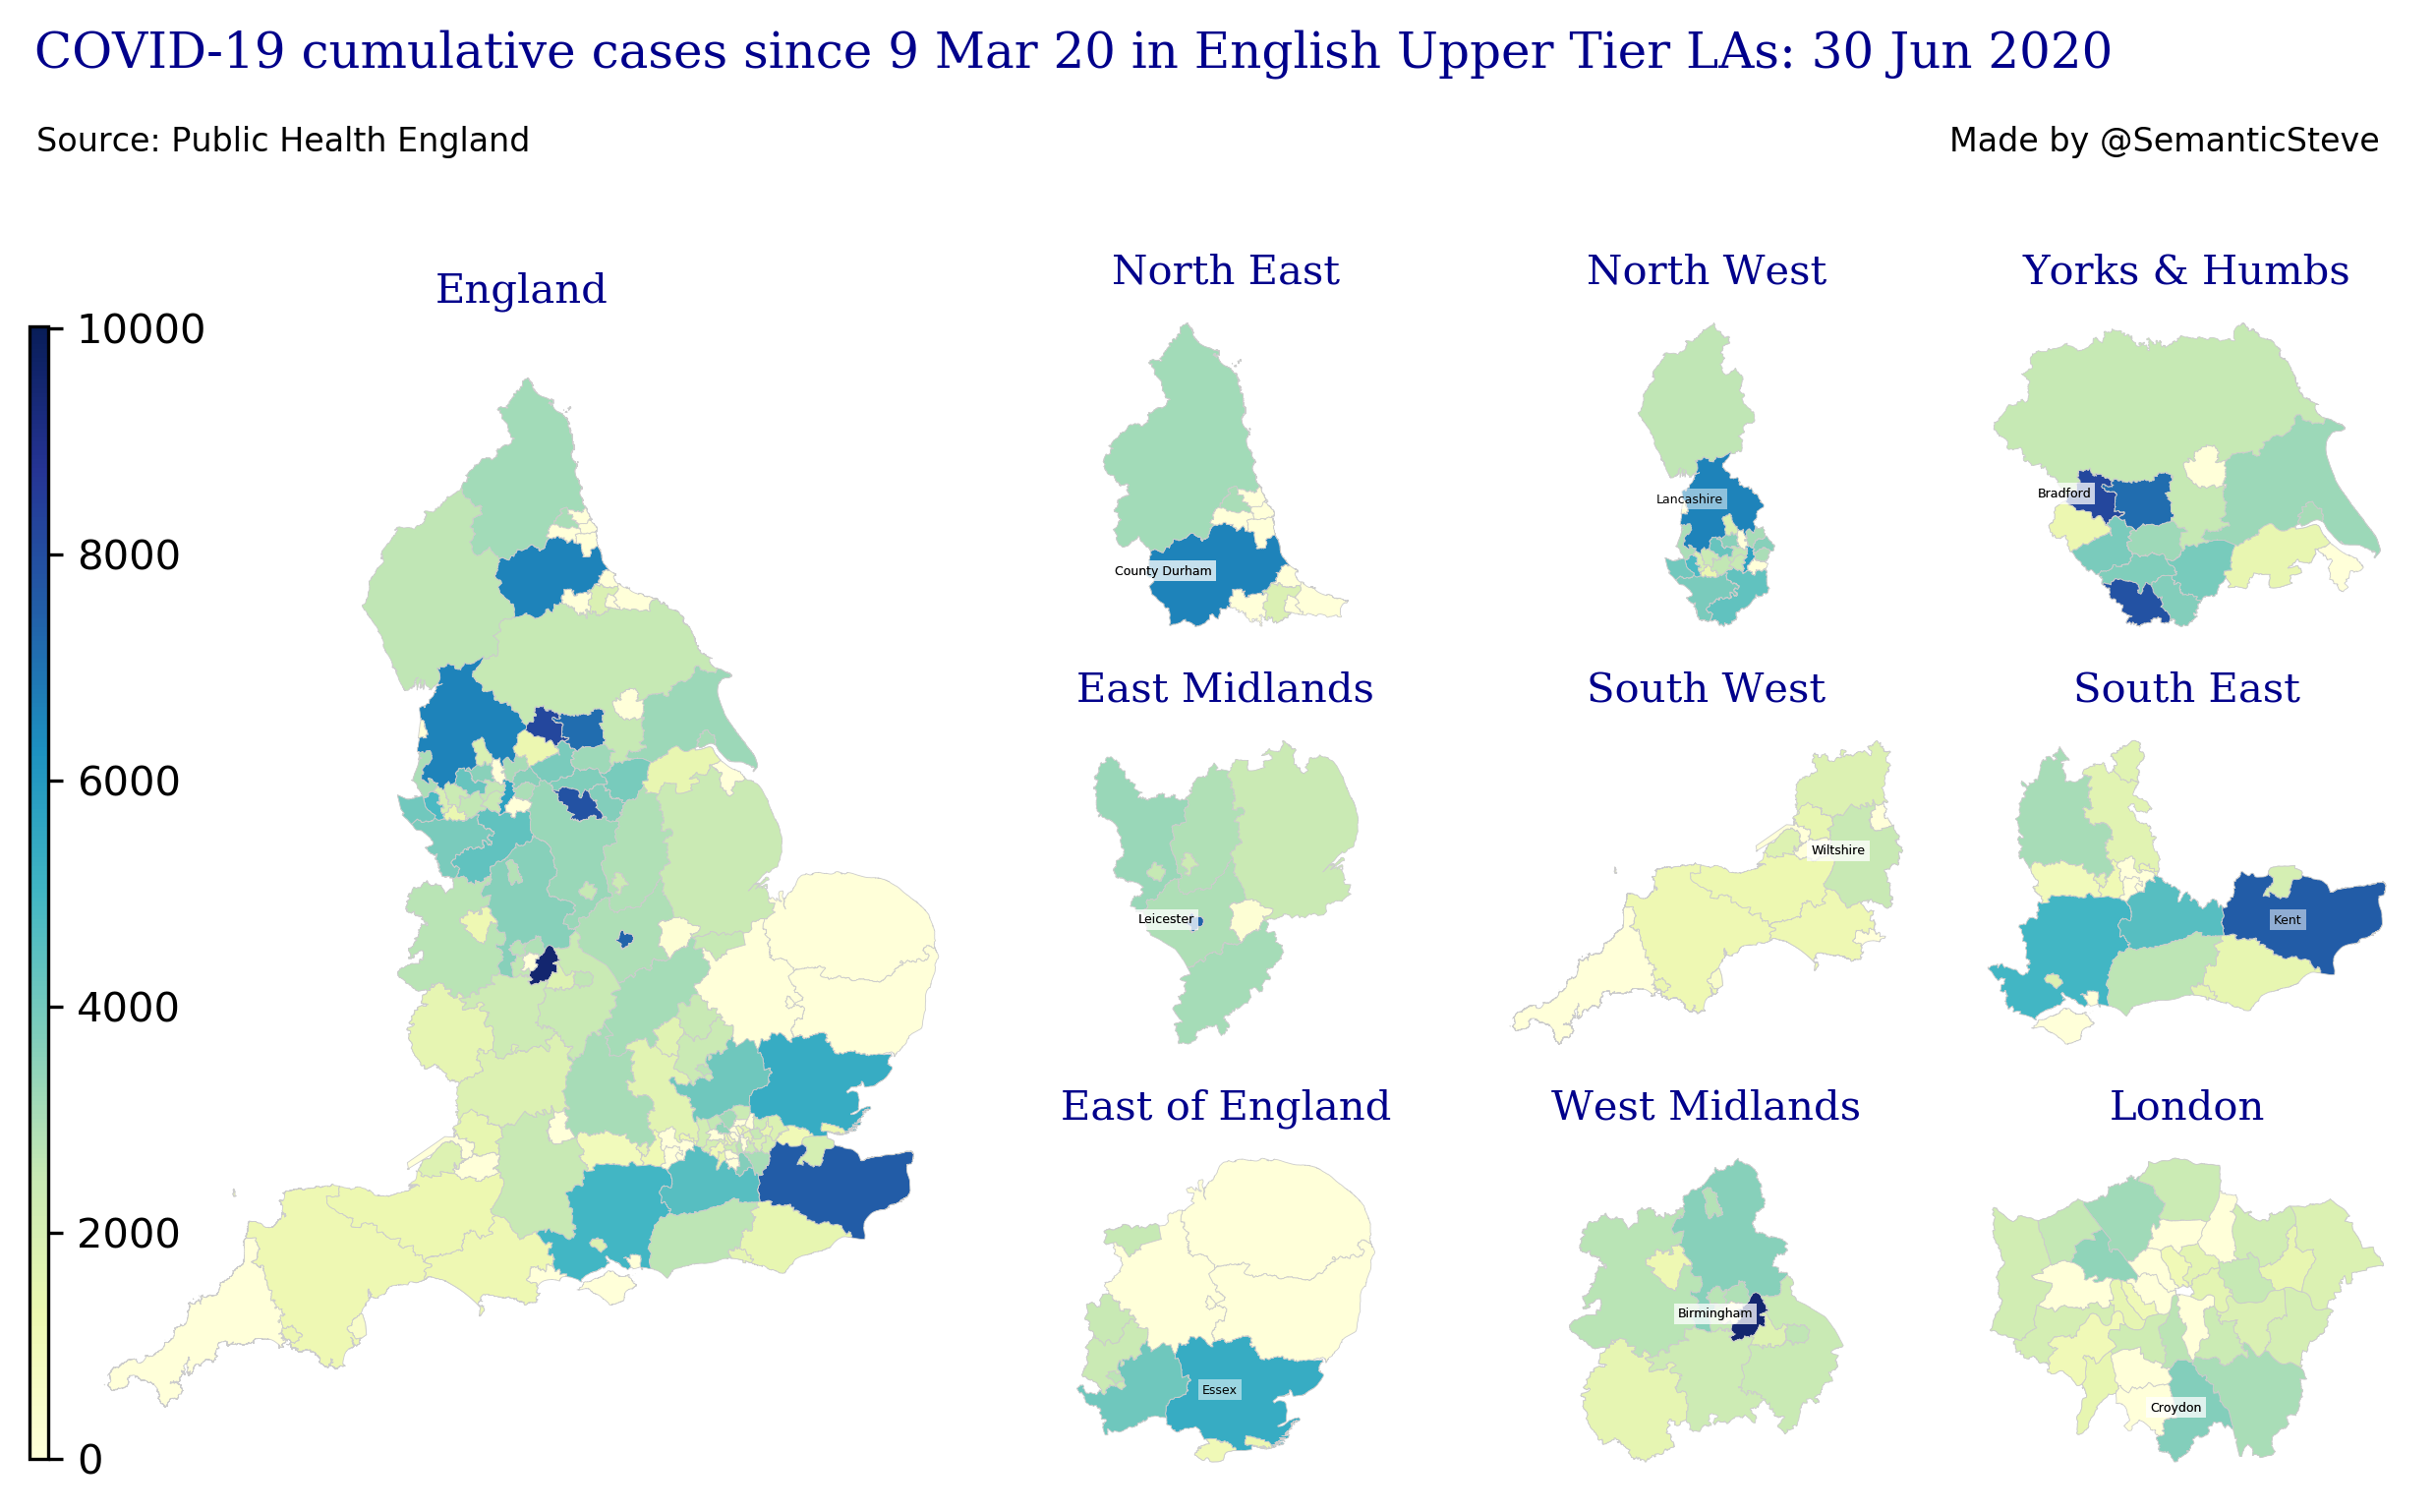 COVID-19 cumulative cases since 9 Mar 20 in English Upper Tier LAs: 30 Jun 2020
Source: Public Health England
Made by @SemanticSteve
England
10000
8000
6000
4000
2000
0
North East
County Durham
North West
Lancashire
Yorks & Humbs
Bradford
East Midlands
Leicester
South West
Wiltshire
South East
Kent
East of England
Essex
West Midlands
Birmingham
London
Croydon